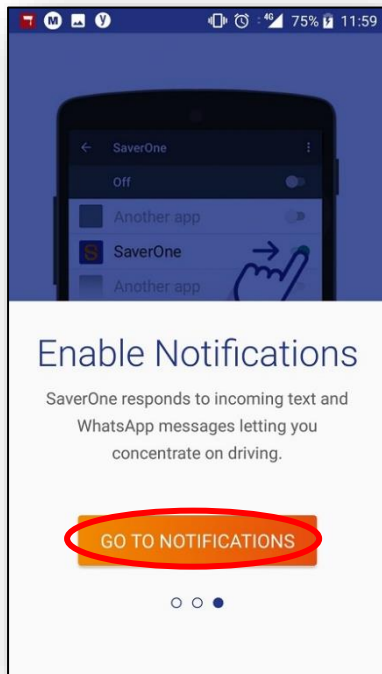 M y 4G 75% 11:59
SaverOne
Off
Another app
S SaverOne
Another app
Enable Notifications
SaverOne responds to incoming text and
WhatsApp messages letting you
concentrate on driving.
GO TO NOTIFICATIONS